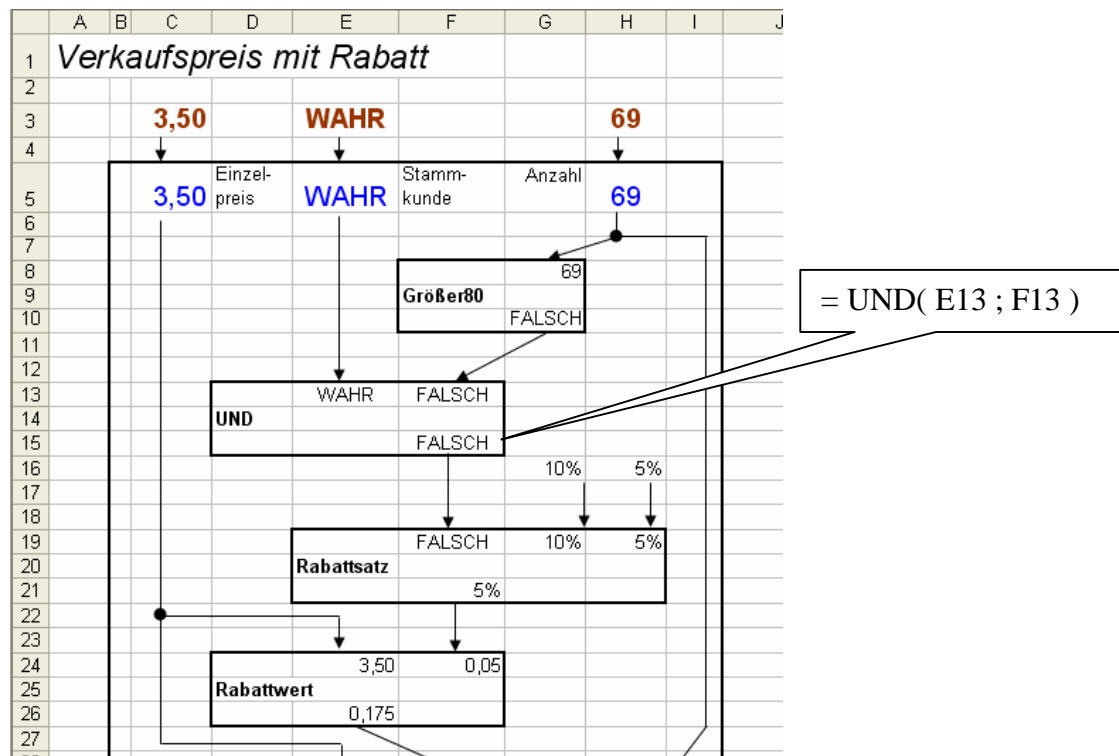 A B C D E F G H I J
1 Verkaufspreis mit Rabatt
2
3 3,50 WAHR 69
4
Einzel- Stamm- Anzahl
5 3,50 preis WAHR kunde 69
6
7
8 69
9 Größer80 = UND( E13 ; F13 )
10 FALSCH
11
12
13 WAHR FALSCH
14 UND
15 FALSCH
16 10% 5%
17
18
19 FALSCH 10% 5%
20 Rabattsatz
21 5%
22
23
24 3,50 0,05
25 Rabattwert
26 0,175
27